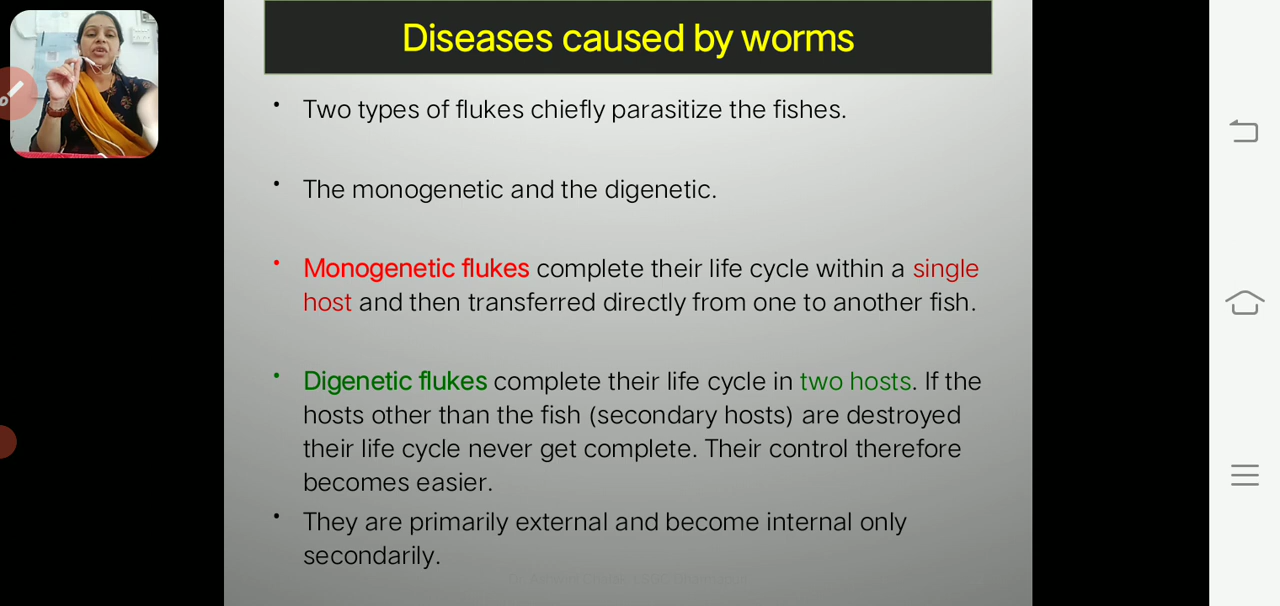 Diseases caused by worms
• Two types of flukes chiefly parasitize the fishes.
• The monogenetic and the digenetic.
• Monogenetic flukes complete their life cycle within a single
host and then transferred directly from one to another fish.
• Digenetic flukes complete their life cycle in two hosts. If the
hosts other than the fish (secondary hosts) are destroyed
their life cycle never get complete. Their control therefore
becomes easier.
• They are primarily external and become internal only
secondarily.